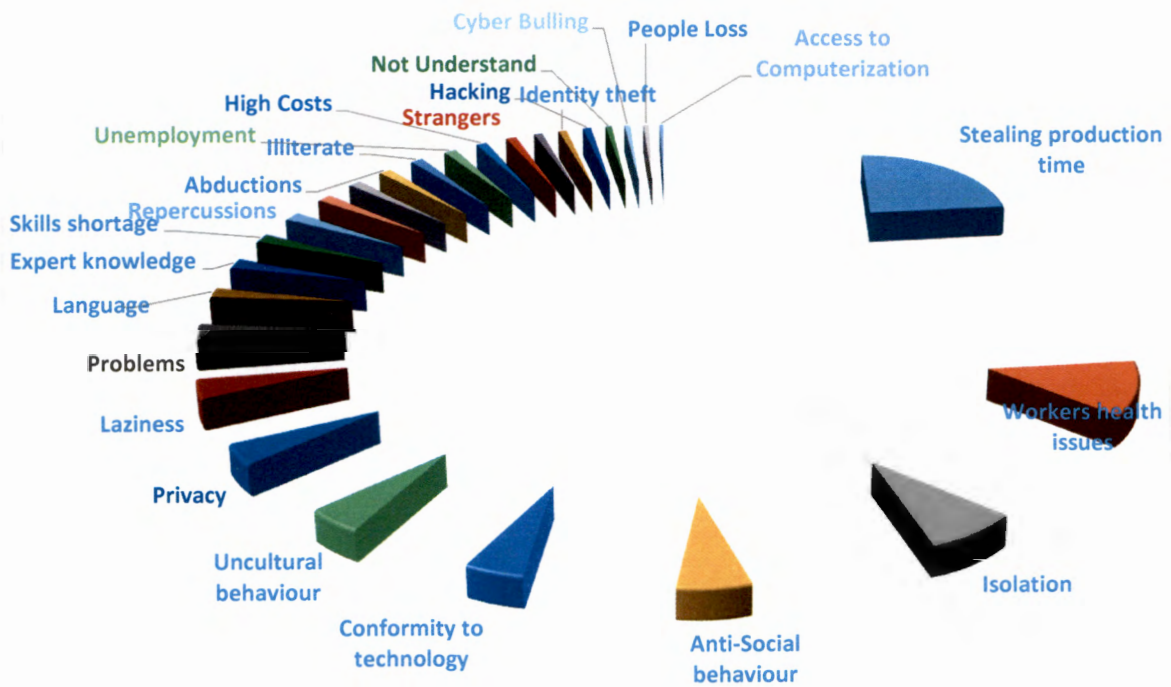 Cyber Bulling
People Loss
Access to
Computerization
Not Understand
Hacking
Identity theft
High Costs
Strangers
Unemployment
Illiterate
Abductions
Repercussions
Skills shortage
Expert knowledge
Language
Problems
Laziness
Privacy
Uncultural
behaviour
Conformity to
technology
Anti-Social
behaviour
Isolation
Workers health
issues
Stealing production
time